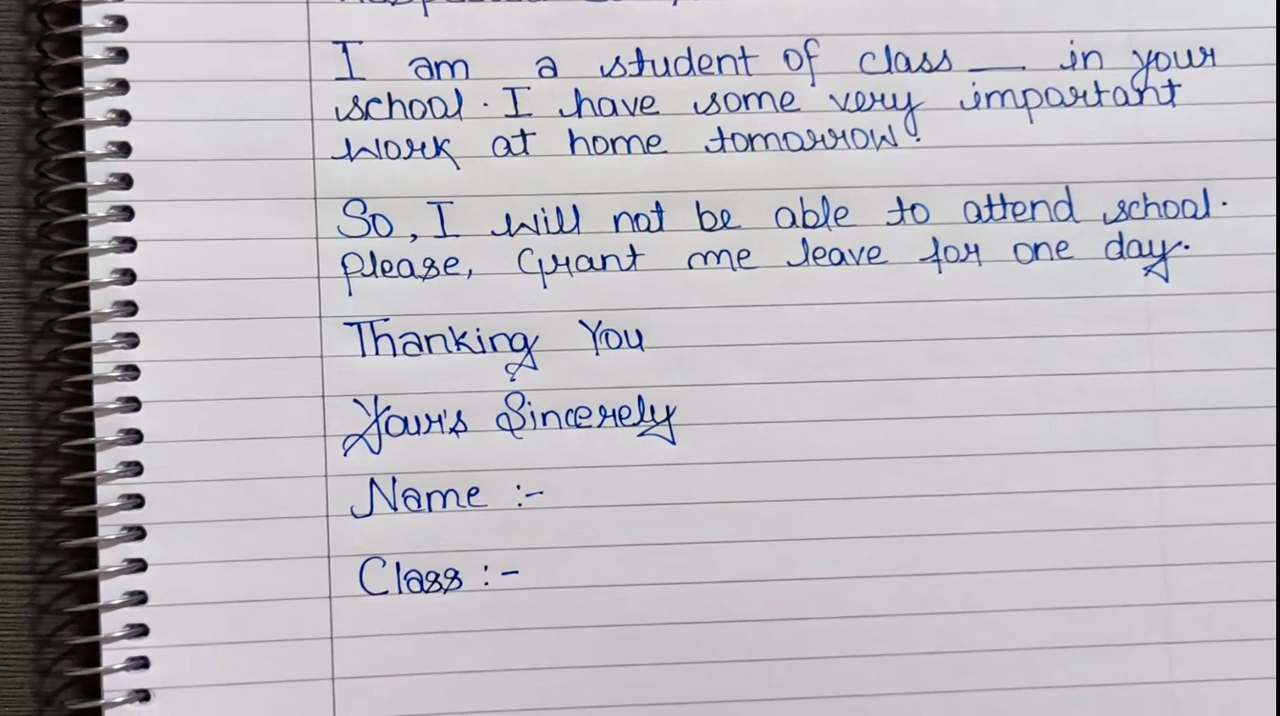 I am a student of class __ in your
school. I have some very important
work at home tomorrow.
So, I will not be able to attend school.
please, Grant me leave for one day.
Thanking You
Your's Sincerely
Name :-
Class :-